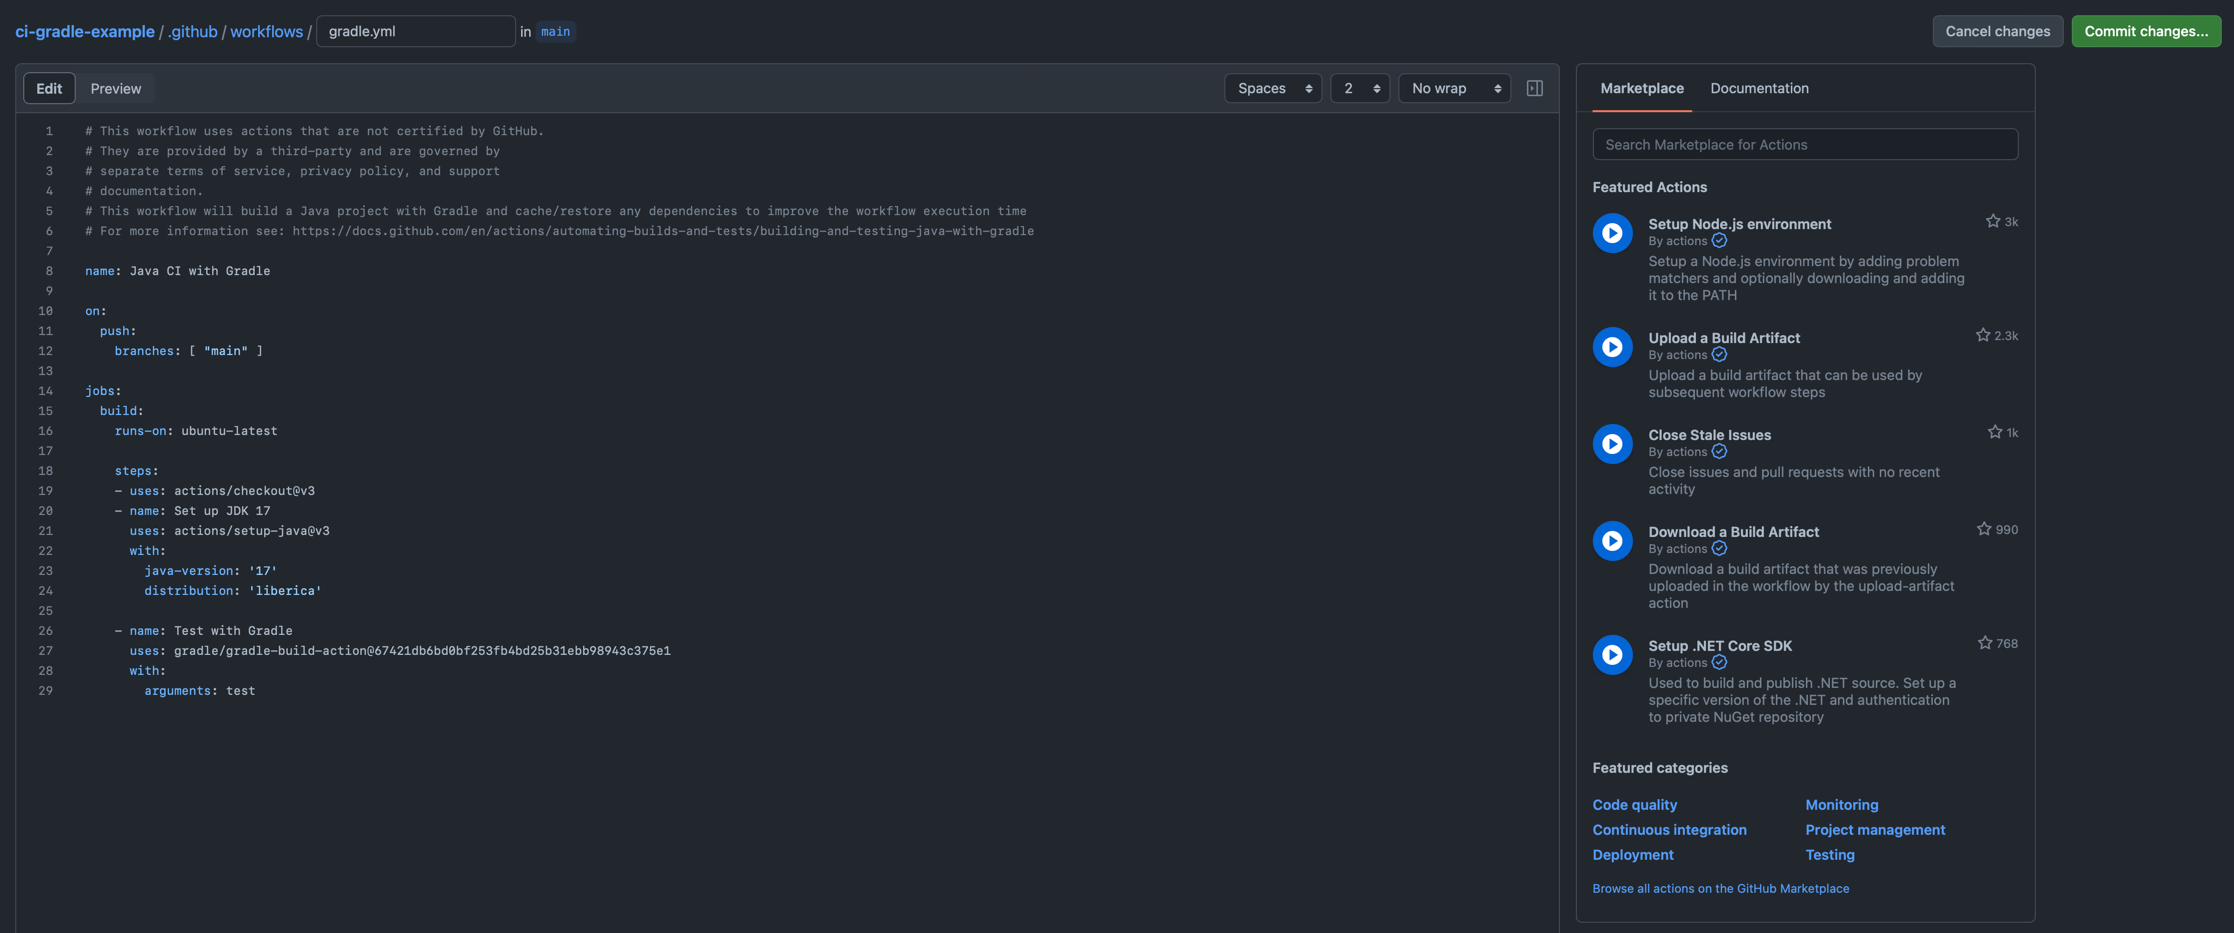 ci-gradle-example / .github / workflows / gradle.yml in main
Cancel changes
Commit changes...
Edit
Preview
Spaces
2
No wrap
1 # This workflow uses actions that are not certified by GitHub.
2 # They are provided by a third-party and are governed by
3 # separate terms of service, privacy policy, and support
4 # documentation.
5 # This workflow will build a Java project with Gradle and cache/restore any dependencies to improve the workflow execution time
6 # For more information see: https://docs.github.com/en/actions/automating-builds-and-tests/building-and-testing-java-with-gradle
7
8 name: Java CI with Gradle
9
10 on:
11   push:
12     branches: [ "main" ]
13
14 jobs:
15   build:
16     runs-on: ubuntu-latest
17
18     steps:
19     - uses: actions/checkout@v3
20     - name: Set up JDK 17
21       uses: actions/setup-java@v3
22       with:
23         java-version: '17'
24         distribution: 'liberica'
25
26     - name: Test with Gradle
27       uses: gradle/gradle-build-action@67421db6bd0bf253fb4bd25b31ebb98943c375e1
28       with:
29         arguments: test
Marketplace
Documentation
Search Marketplace for Actions
Featured Actions
Setup Node.js environment
3k
By actions
Setup a Node.js environment by adding problem
matchers and optionally downloading and adding
it to the PATH
Upload a Build Artifact
2.3k
By actions
Upload a build artifact that can be used by
subsequent workflow steps
Close Stale Issues
1k
By actions
Close issues and pull requests with no recent
activity
Download a Build Artifact
990
By actions
Download a build artifact that was previously
uploaded in the workflow by the upload-artifact
action
Setup .NET Core SDK
768
By actions
Used to build and publish .NET source. Set up a
specific version of the .NET and authentication
to private NuGet repository
Featured categories
Code quality
Monitoring
Continuous integration
Project management
Deployment
Testing
Browse all actions on the GitHub Marketplace